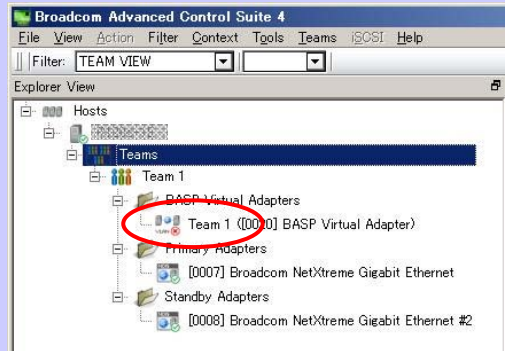 Broadcom Advanced Control Suite 4
File View Action Filter Context Tools Teams iSCSI Help
Filter: TEAM VIEW
Explorer View
Hosts
Teams
Team 1
BASP Virtual Adapters
Team 1 ([0020] BASP Virtual Adapter)
Primary Adapters
[0007] Broadcom NetXtreme Gigabit Ethernet
Standby Adapters
[0008] Broadcom NetXtreme Gigabit Ethernet #2